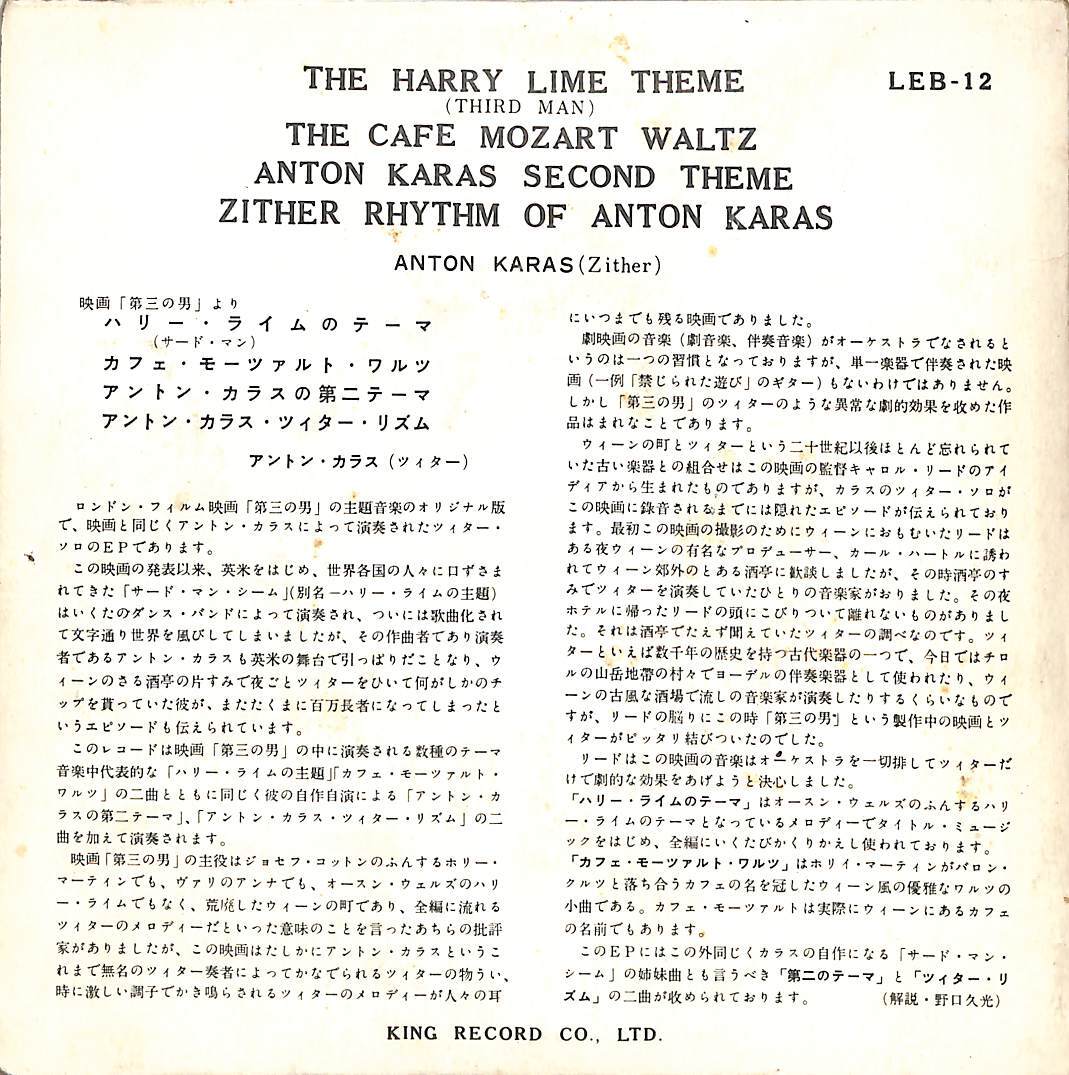 THE HARRY LIME THEME
LEB-12
(THIRD MAN)
THE CAFE MOZART WALTZ
ANTON KARAS SECOND THEME
ZITHER RHYTHM OF ANTON KARAS
ANTON KARAS(Zither)
映画「第三の男」より
ハリー・ライムのテーマ
(サード・マン)
カフェ・モーツァルト・ワルツ
アントン・カラスの第二テーマ
アントン・カラス・ツィター・リズム
アントン・カラス(ツィター)
ロンドン・フィルム映画「第三の男」の主題音楽のオリジナル版
で、映画と同じくアントン・カラスによって演奏されたツィター・
ソロのEPであります。
この映画の発表以来、英米をはじめ、世界各国の人々に口ずさま
れてきた「サード・マン・シーム」(別名―ハリー・ライムの主題)
はいくたのダンス・バンドによって演奏され、ついには歌曲化され
て文字通り世界を風びしてしまいましたが、その作曲者であり演奏
者であるアントン・カラスも英米の舞台で引っぱりだことなり、ウ
ィーンのさる酒亭の片すみで夜ごとツィターをひいて何がしかのチ
ップを貰っていた彼が、またたくまに百万長者になってしまったと
いうエピソードも伝えられています。
このレコードは映画「第三の男」の中に演奏される数種のテーマ
音楽中代表的な「ハリー・ライムの主題」「カフェ・モーツァルト・
ワルツ」の二曲とともに同じく彼の自作自演による「アントン・カ
ラスの第二テーマ」、「アントン・カラス・ツィター・リズム」の二
曲を加えて演奏されます。
映画「第三の男」の主役はジョセフ・コットンのふんするホリー・
マーティンでも、ヴァリのアンナでも、オースン・ウェルズのハリ
ー・ライムでもなく、荒廃したウィーンの町であり、全編に流れる
ツィターのメロディーだといった意味のことを言ったあちらの批評
家がありましたが、この映画はたしかにアントン・カラスというこ
れまで無名のツィター奏者によってかなでられるツィターの物うい、
時に激しい調子でかき鳴らされるツィターのメロディーが人々の耳
にいつまでも残る映画でありました。
劇映画の音楽(劇音楽、伴奏音楽)がオーケストラでなされると
いうのは一つの習慣となっておりますが、単一楽器で伴奏された映
画(一例「禁じられた遊び」のギター)もないわけではありません。
しかし「第三の男」のツィターのような異常な劇的効果を收めた作
品はまれなことであります。
ウィーンの町とツィターという二十世紀以後ほとんど忘れられて
いた古い楽器との組合せはこの映画の監督キャロル・リードのアイ
ディアから生まれたものでありますが、カラスのツィター・ソロが
この映画に錄音されるまでには隠れたエピソードが伝えられており
ます。最初この映画の撮影のためにウィーンにおもむいたリードは
ある夜ウィーンの有名なプロデューサー、カール・ハートルに誘わ
れてウィーン郊外のとある酒亭に歓談しましたが、その時酒亭のす
みでツィターを演奏していたひとりの音楽家がおりました。その夜
ホテルに帰ったリードの頭にこびりついて離れないものがありまし
た。それは酒亭でたえず聞えていたツィターの調べなのです。ツィ
ターといえば数千年の歴史を持つ古代楽器の一つで、今日ではチロ
ルの山岳地帶の村々でヨーデルの伴奏楽器として使われたり、ウィ
ーンの古風な酒場で流しの音楽家が演奏したりするくらいなもので
すが、リードの脳りにこの時「第三の男」という製作中の映画とツ
ィターがピッタリ結びついたのでした。
リードはこの映画の音楽はオーケストラを一切排してツィターだ
けで劇的な効果をあげようと決心しました。
「ハリー・ライムのテーマ」はオースン・ウェルズのふんするハリ
ー・ライムのテーマとなっているメロディーでタイトル・ミュージ
ックをはじめ、全編にいくたびかくりかえし使われております。
「カフェ・モーツァルト・ワルツ」はホリイ・マーティンがバロン・
クルツと落ち合うカフェの名を冠したウィーン風の優雅なワルツの
小曲である。カフェ・モーツァルトは実際にウィーンにあるカフェ
の名前でもあります。
このEPにはこの外同じくカラスの自作になる「サード・マン・
シーム」の姉妹曲とも言うべき「第二のテーマ」と「ツィター・リ
ズム」の二曲が收められております。 (解説・野口久光)
KING RECORD CO., LTD.